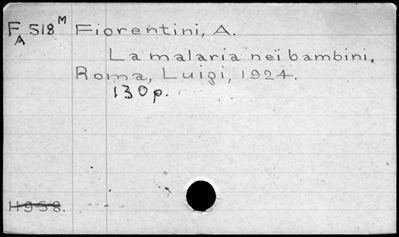 F 518 M Fiorentini, A.
A
La malaria nei bambini.
Roma, Luigi, 1924.
130 p.
H958.